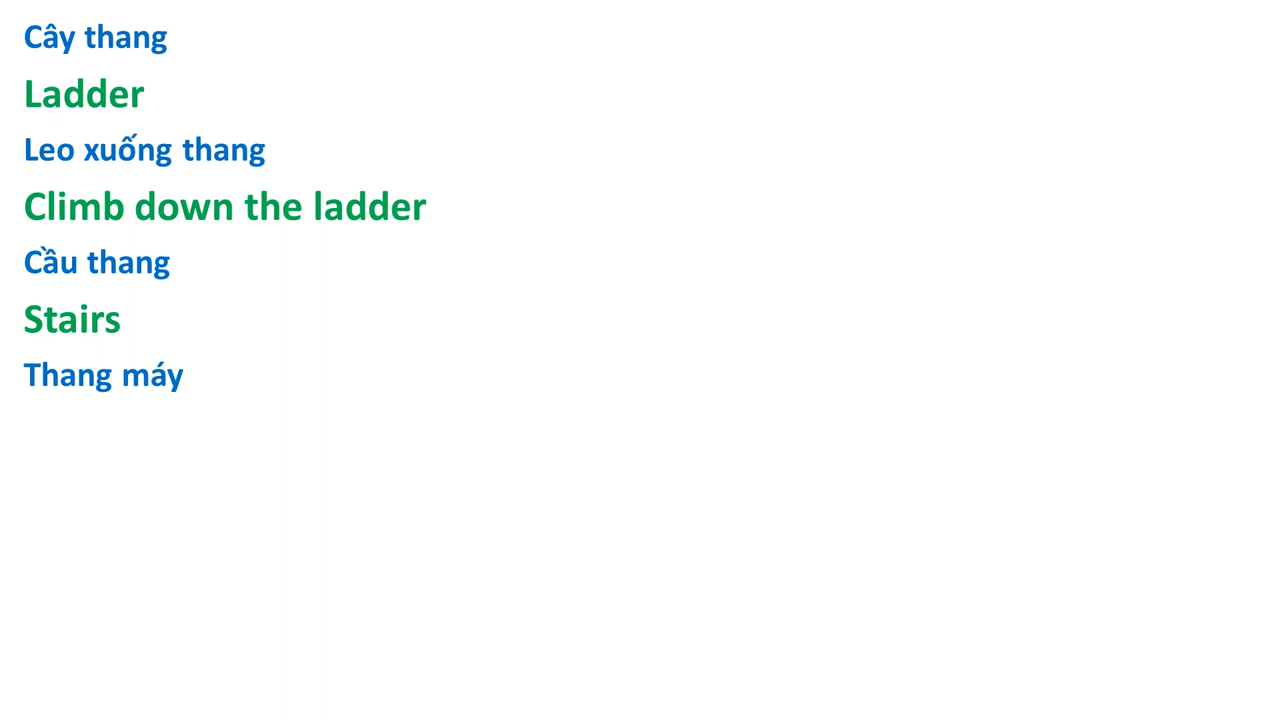 Cây thang
Ladder
Leo xuống thang
Climb down the ladder
Cầu thang
Stairs
Thang máy